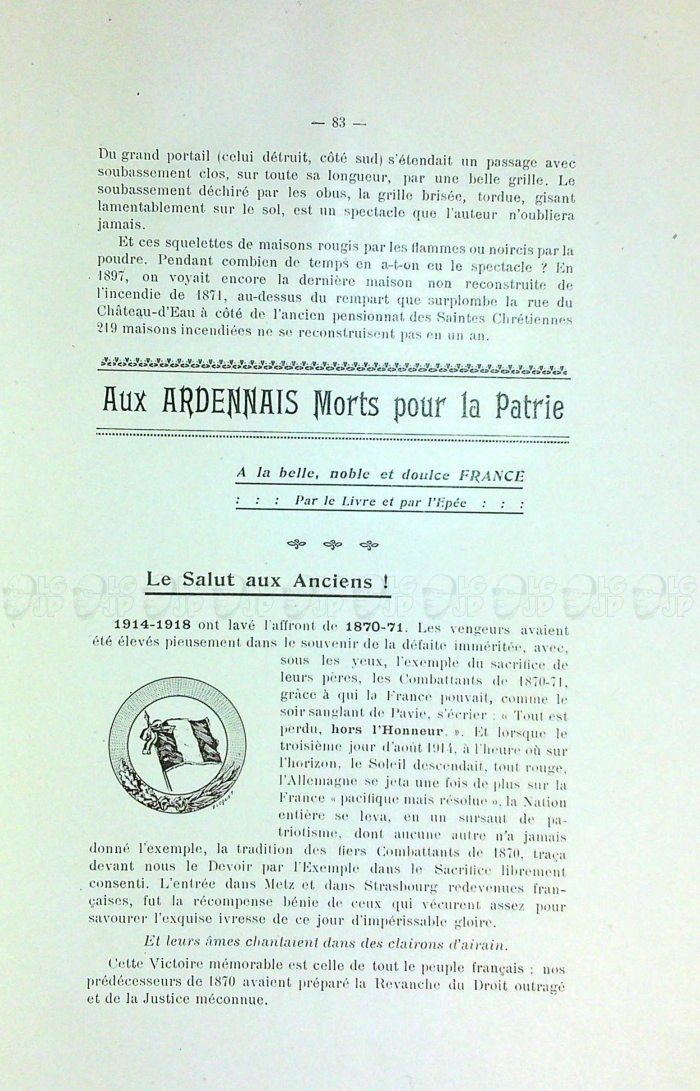 — 83 —
Du grand portail (celui détruit, côté sud) s'étendait un passage avec
soubassement clos, sur toute sa longueur, par une belle grille. Le
soubassement déchiré par les obus, la grille brisée, tordue, gisant
lamentablement sur le sol, est un spectacle que l'auteur n'oubliera
jamais.
Et ces squelettes de maisons rougis par les flammes ou noircis par la
poudre. Pendant combien de temps en a-t-on eu le spectacle ? En
1897, on voyait encore la dernière maison non reconstruite de
l'incendie de 1871, au-dessus du rempart que surplombe la rue du
Château-d'Eau à côté de l'ancien pensionnat des Saintes Chrétiennes
219 maisons incendiées ne se reconstruisent pas en un an.
Aux ARDENNAIS Morts pour la Patrie
A la belle, noble et doulce FRANCE
: : : Par le Livre et par l'Epée : : :
Le Salut aux Anciens !
1914-1918 ont lavé l'affront de 1870-71. Les vengeurs avaient
été élevés pieusement dans le souvenir de la défaite imméritée, avec,
sous les yeux, l'exemple du sacrifice de
leurs pères, les Combattants de 1870-71,
grâce à qui la France pouvait, comme le
soir sanglant de Pavie, s'écrier : « Tout est
perdu, hors l'Honneur. ». Et lorsque le
troisième jour d'août 1914, à l'heure où sur
l'horizon, le Soleil descendait, tout rouge,
l'Allemagne se jeta une fois de plus sur la
France « pacifique mais résolue », la Nation
entière se leva, en un sursaut de pa-
triotisme, dont aucune autre n'a jamais
donné l'exemple, la tradition des fiers Combattants de 1870, traça
devant nous le Devoir par l'Exemple dans le Sacrifice librement
consenti. L'entrée dans Metz et dans Strasbourg redevenues fran-
çaises, fut la récompense bénie de ceux qui vécurent assez pour
savourer l'exquise ivresse de ce jour d'impérissable gloire.
Et leurs âmes chantaient dans des clairons d'airain.
Cette Victoire mémorable est celle de tout le peuple français ; nos
prédécesseurs de 1870 avaient préparé la Revanche du Droit outragé
et de la Justice méconnue.